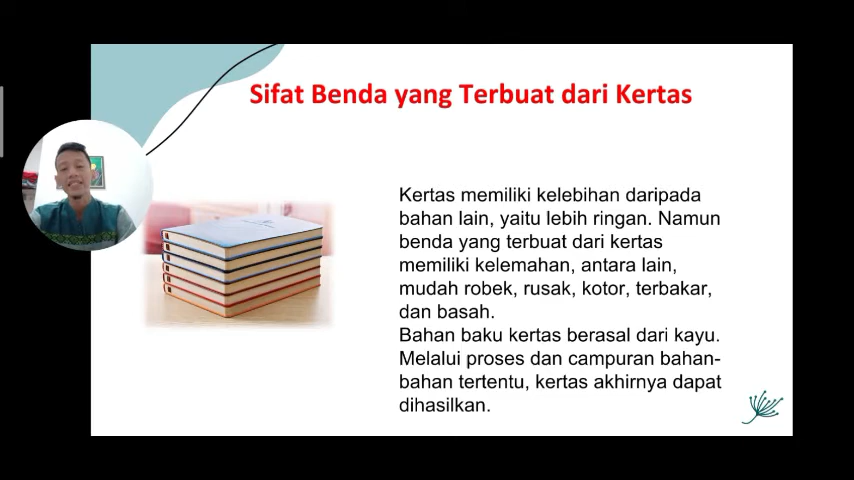 Sifat Benda yang Terbuat dari Kertas
Kertas memiliki kelebihan daripada
bahan lain, yaitu lebih ringan. Namun
benda yang terbuat dari kertas
memiliki kelemahan, antara lain,
mudah robek, rusak, kotor, terbakar,
dan basah.
Bahan baku kertas berasal dari kayu.
Melalui proses dan campuran bahan-
bahan tertentu, kertas akhirnya dapat
dihasilkan.